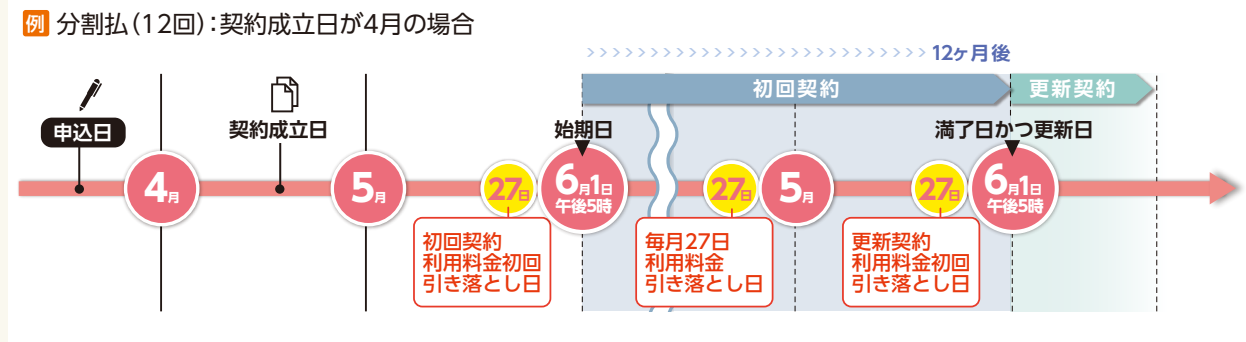 例 分割払(12回):契約成立日が4月の場合
12ヶ月後
初回契約
更新契約
申込日
契約成立日
始期日
満了日かつ更新日
4月
5月
27日
6月1日
午後5時
27日
5月
27日
6月1日
午後5時
初回契約
利用料金初回
引き落とし日
毎月27日
利用料金
引き落とし日
更新契約
利用料金初回
引き落とし日